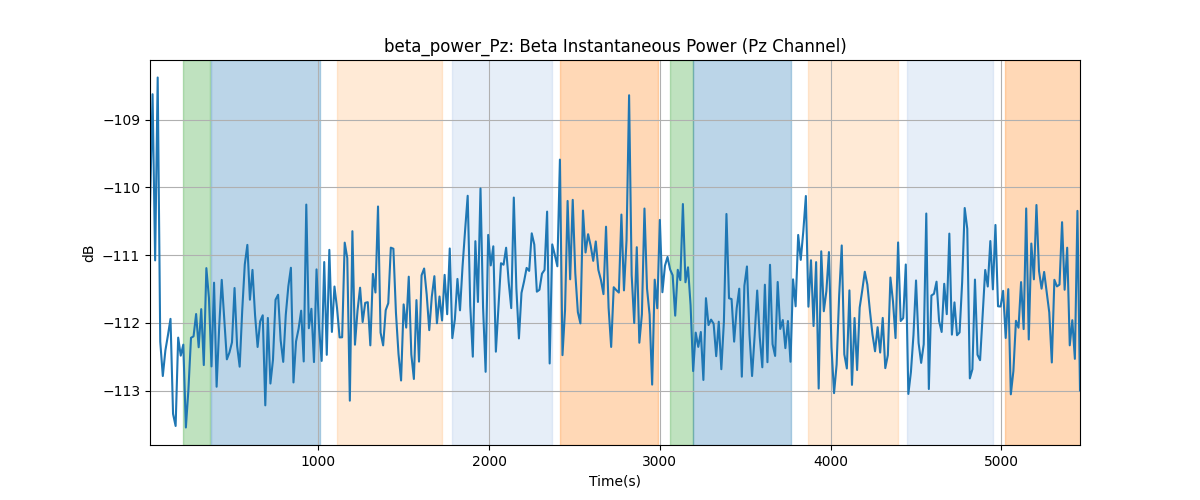 beta_power_Pz: Beta Instantaneous Power (Pz Channel)
−109
−110
−111
−112
−113
dB
1000 2000 3000 4000 5000
Time(s)